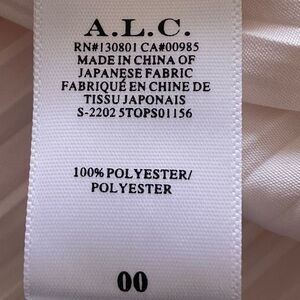 A.L.C.
RN#130801 CA#00985
MADE IN CHINA OF
JAPANESE FABRIC
FABRIQUÉ EN CHINE DE
TISSU JAPONAIS
S-2202 5TOPS01156
100% POLYESTER/
POLYESTER
00